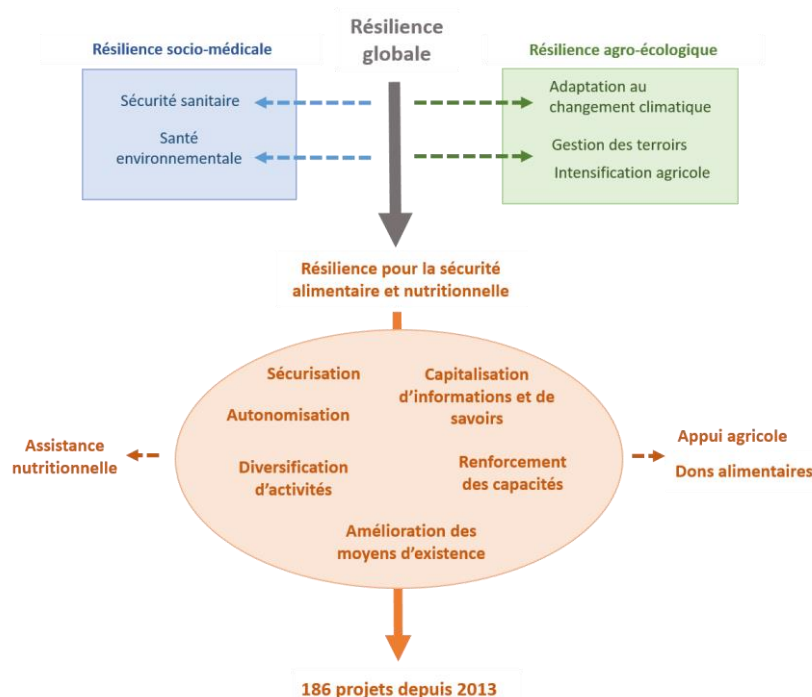 Résilience socio-médicale
Résilience
globale
Résilience agro-écologique
Sécurité sanitaire
Santé
environnementale
Adaptation au
changement climatique
Gestion des terroirs
Intensification agricole
Résilience pour la sécurité
alimentaire et nutritionnelle
Sécurisation
Capitalisation
d'informations et de
savoirs
Autonomisation
Assistance
nutritionnelle
Diversification
d'activités
Renforcement
des capacités
Appui agricole
Dons alimentaires
Amélioration des
moyens d'existence
186 projets depuis 2013